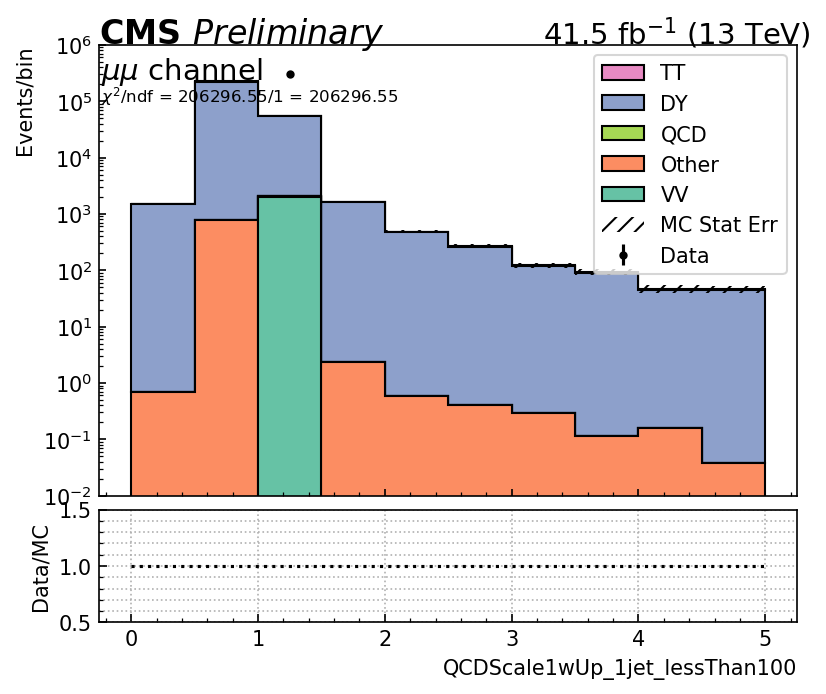 CMS Preliminary 41.5 fb⁻¹ (13 TeV)
Events/bin
μμ channel
χ²/ndf = 206296.55/1 = 206296.55
10⁶
10⁵
10⁴
10³
10²
10¹
10⁰
10⁻¹
10⁻²
TT
DY
QCD
Other
VV
MC Stat Err
Data
Data/MC
1.5
1.0
0.5
0 1 2 3 4 5
QCDScale1wUp_1jet_lessThan100